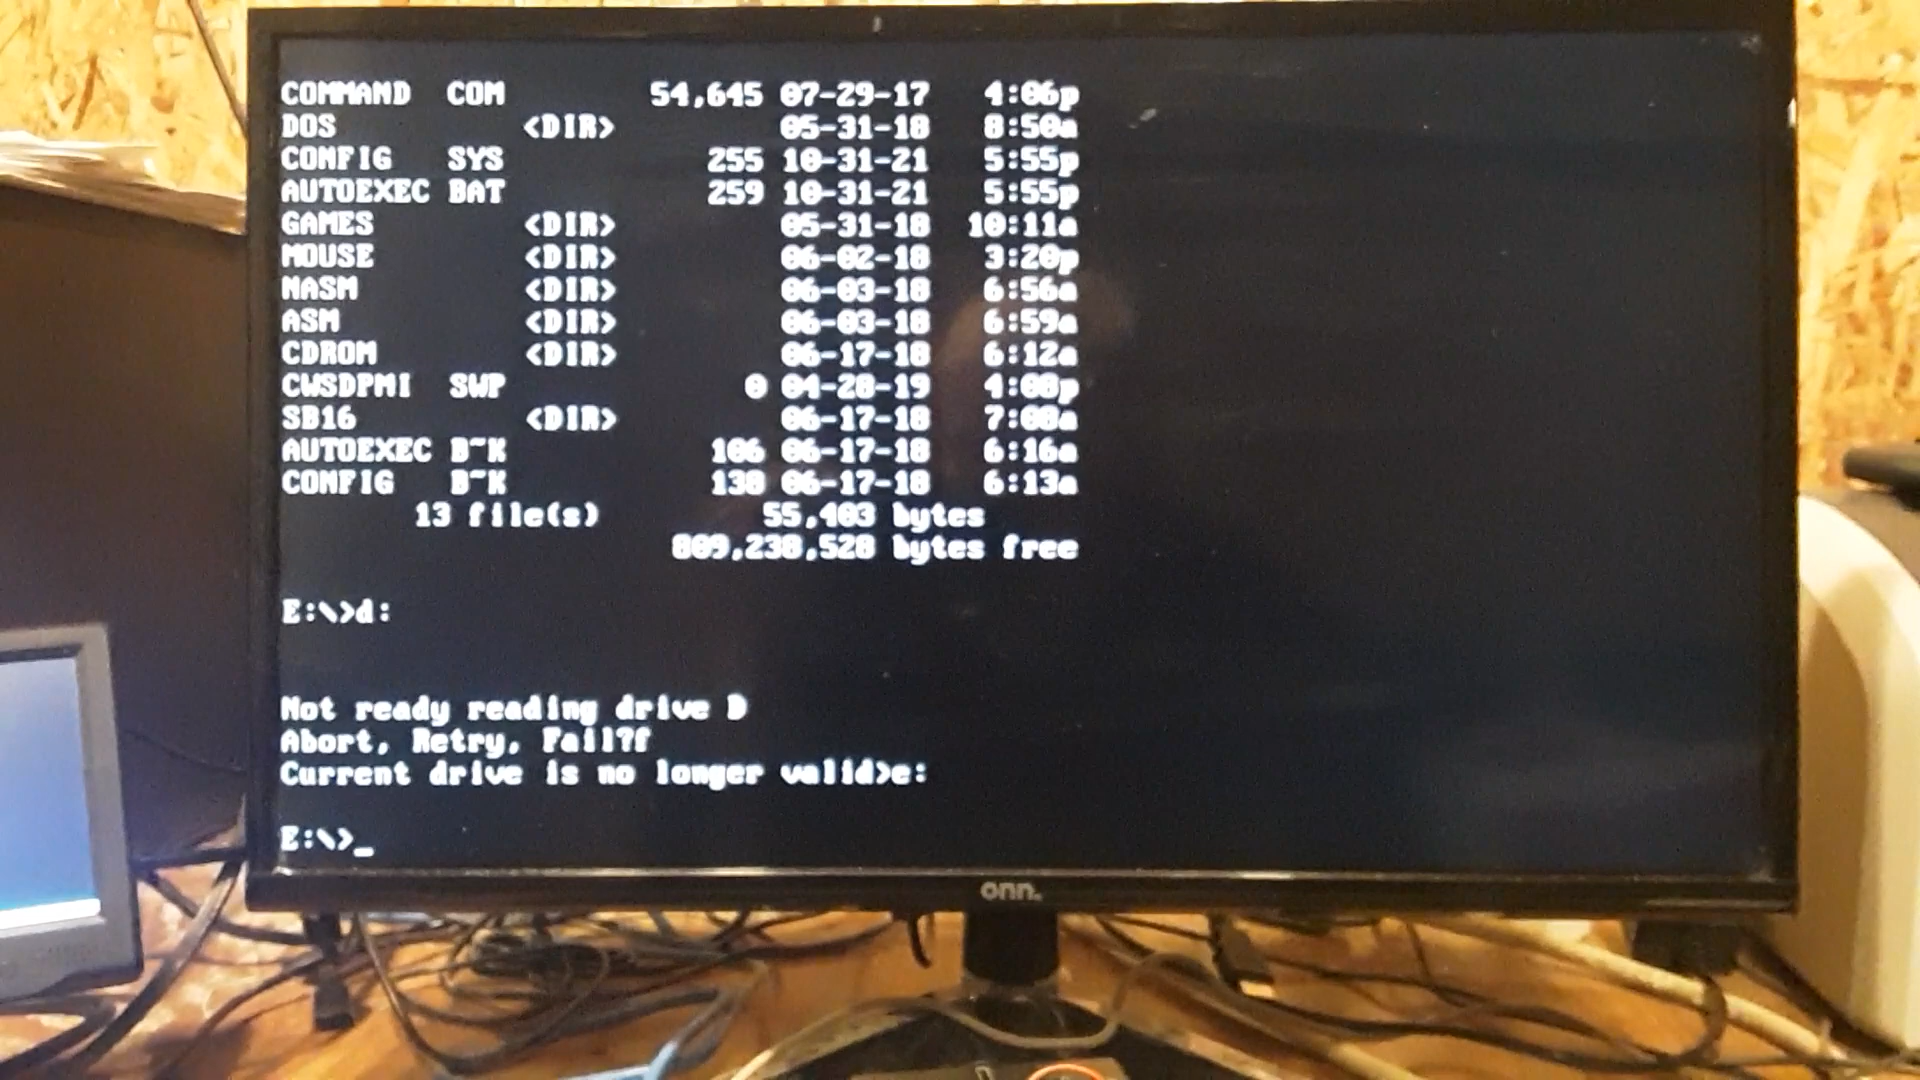 COMMAND  COM        54,645 07-29-17   4:06p
DOS          <DIR>         05-31-18   8:50a
CONFIG   SYS           255 10-31-21   5:55p
AUTOEXEC BAT           259 10-31-21   5:55p
GAMES        <DIR>         05-31-18  10:11a
MOUSE        <DIR>         06-02-18   3:20p
NASM         <DIR>         06-03-18   6:56a
ASM          <DIR>         06-03-18   6:59a
CDROM        <DIR>         06-17-18   6:12a
CWSDPMI  SWP             0 04-28-19   4:08p
SB16         <DIR>         06-17-18   7:08a
AUTOEXEC B~K           106 06-17-18   6:16a
CONFIG   B~K           138 06-17-18   6:13a
13 file(s)         55,403 bytes
809,238,528 bytes free
E:\>d:
Not ready reading drive D
Abort, Retry, Fail?f
Current drive is no longer valid>e:
E:\>_
onn.